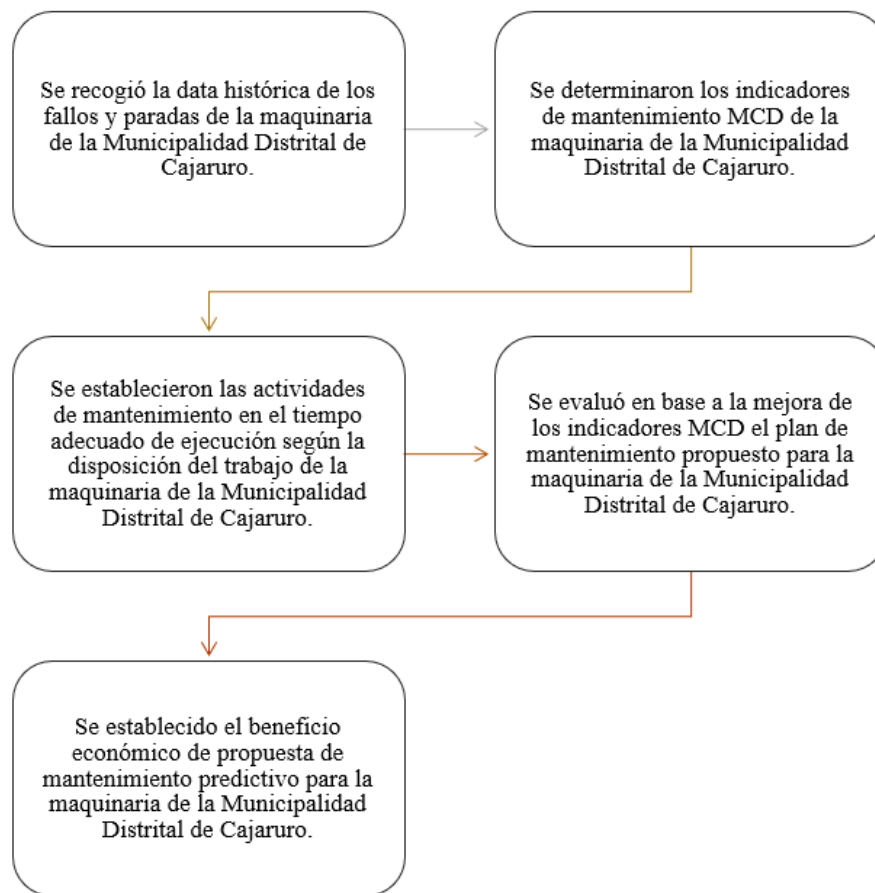 Se recogió la data histórica de los
fallos y paradas de la maquinaria
de la Municipalidad Distrital de
Cajaruro.
Se determinaron los indicadores
de mantenimiento MCD de la
maquinaria de la Municipalidad
Distrital de Cajaruro.
Se establecieron las actividades
de mantenimiento en el tiempo
adecuado de ejecución según la
disposición del trabajo de la
maquinaria de la Municipalidad
Distrital de Cajaruro.
Se evaluó en base a la mejora de
los indicadores MCD el plan de
mantenimiento propuesto para la
maquinaria de la Municipalidad
Distrital de Cajaruro.
Se establecido el beneficio
económico de propuesta de
mantenimiento predictivo para la
maquinaria de la Municipalidad
Distrital de Cajaruro.